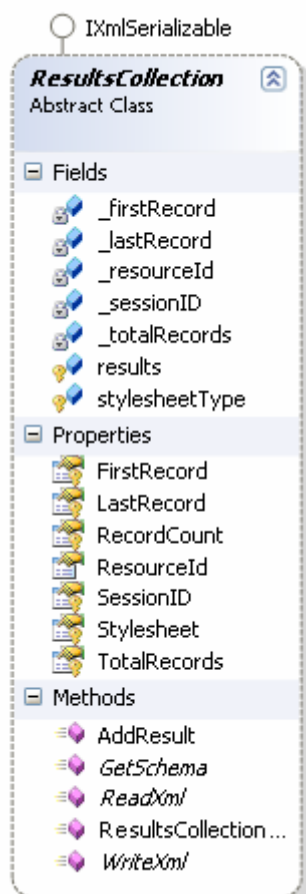 IXmlSerializable
ResultsCollection
Abstract Class
Fields
_firstRecord
_lastRecord
_resourceId
_sessionID
_totalRecords
results
stylesheetType
Properties
FirstRecord
LastRecord
RecordCount
ResourceId
SessionID
Stylesheet
TotalRecords
Methods
AddResult
GetSchema
ReadXml
ResultsCollection ...
WriteXml